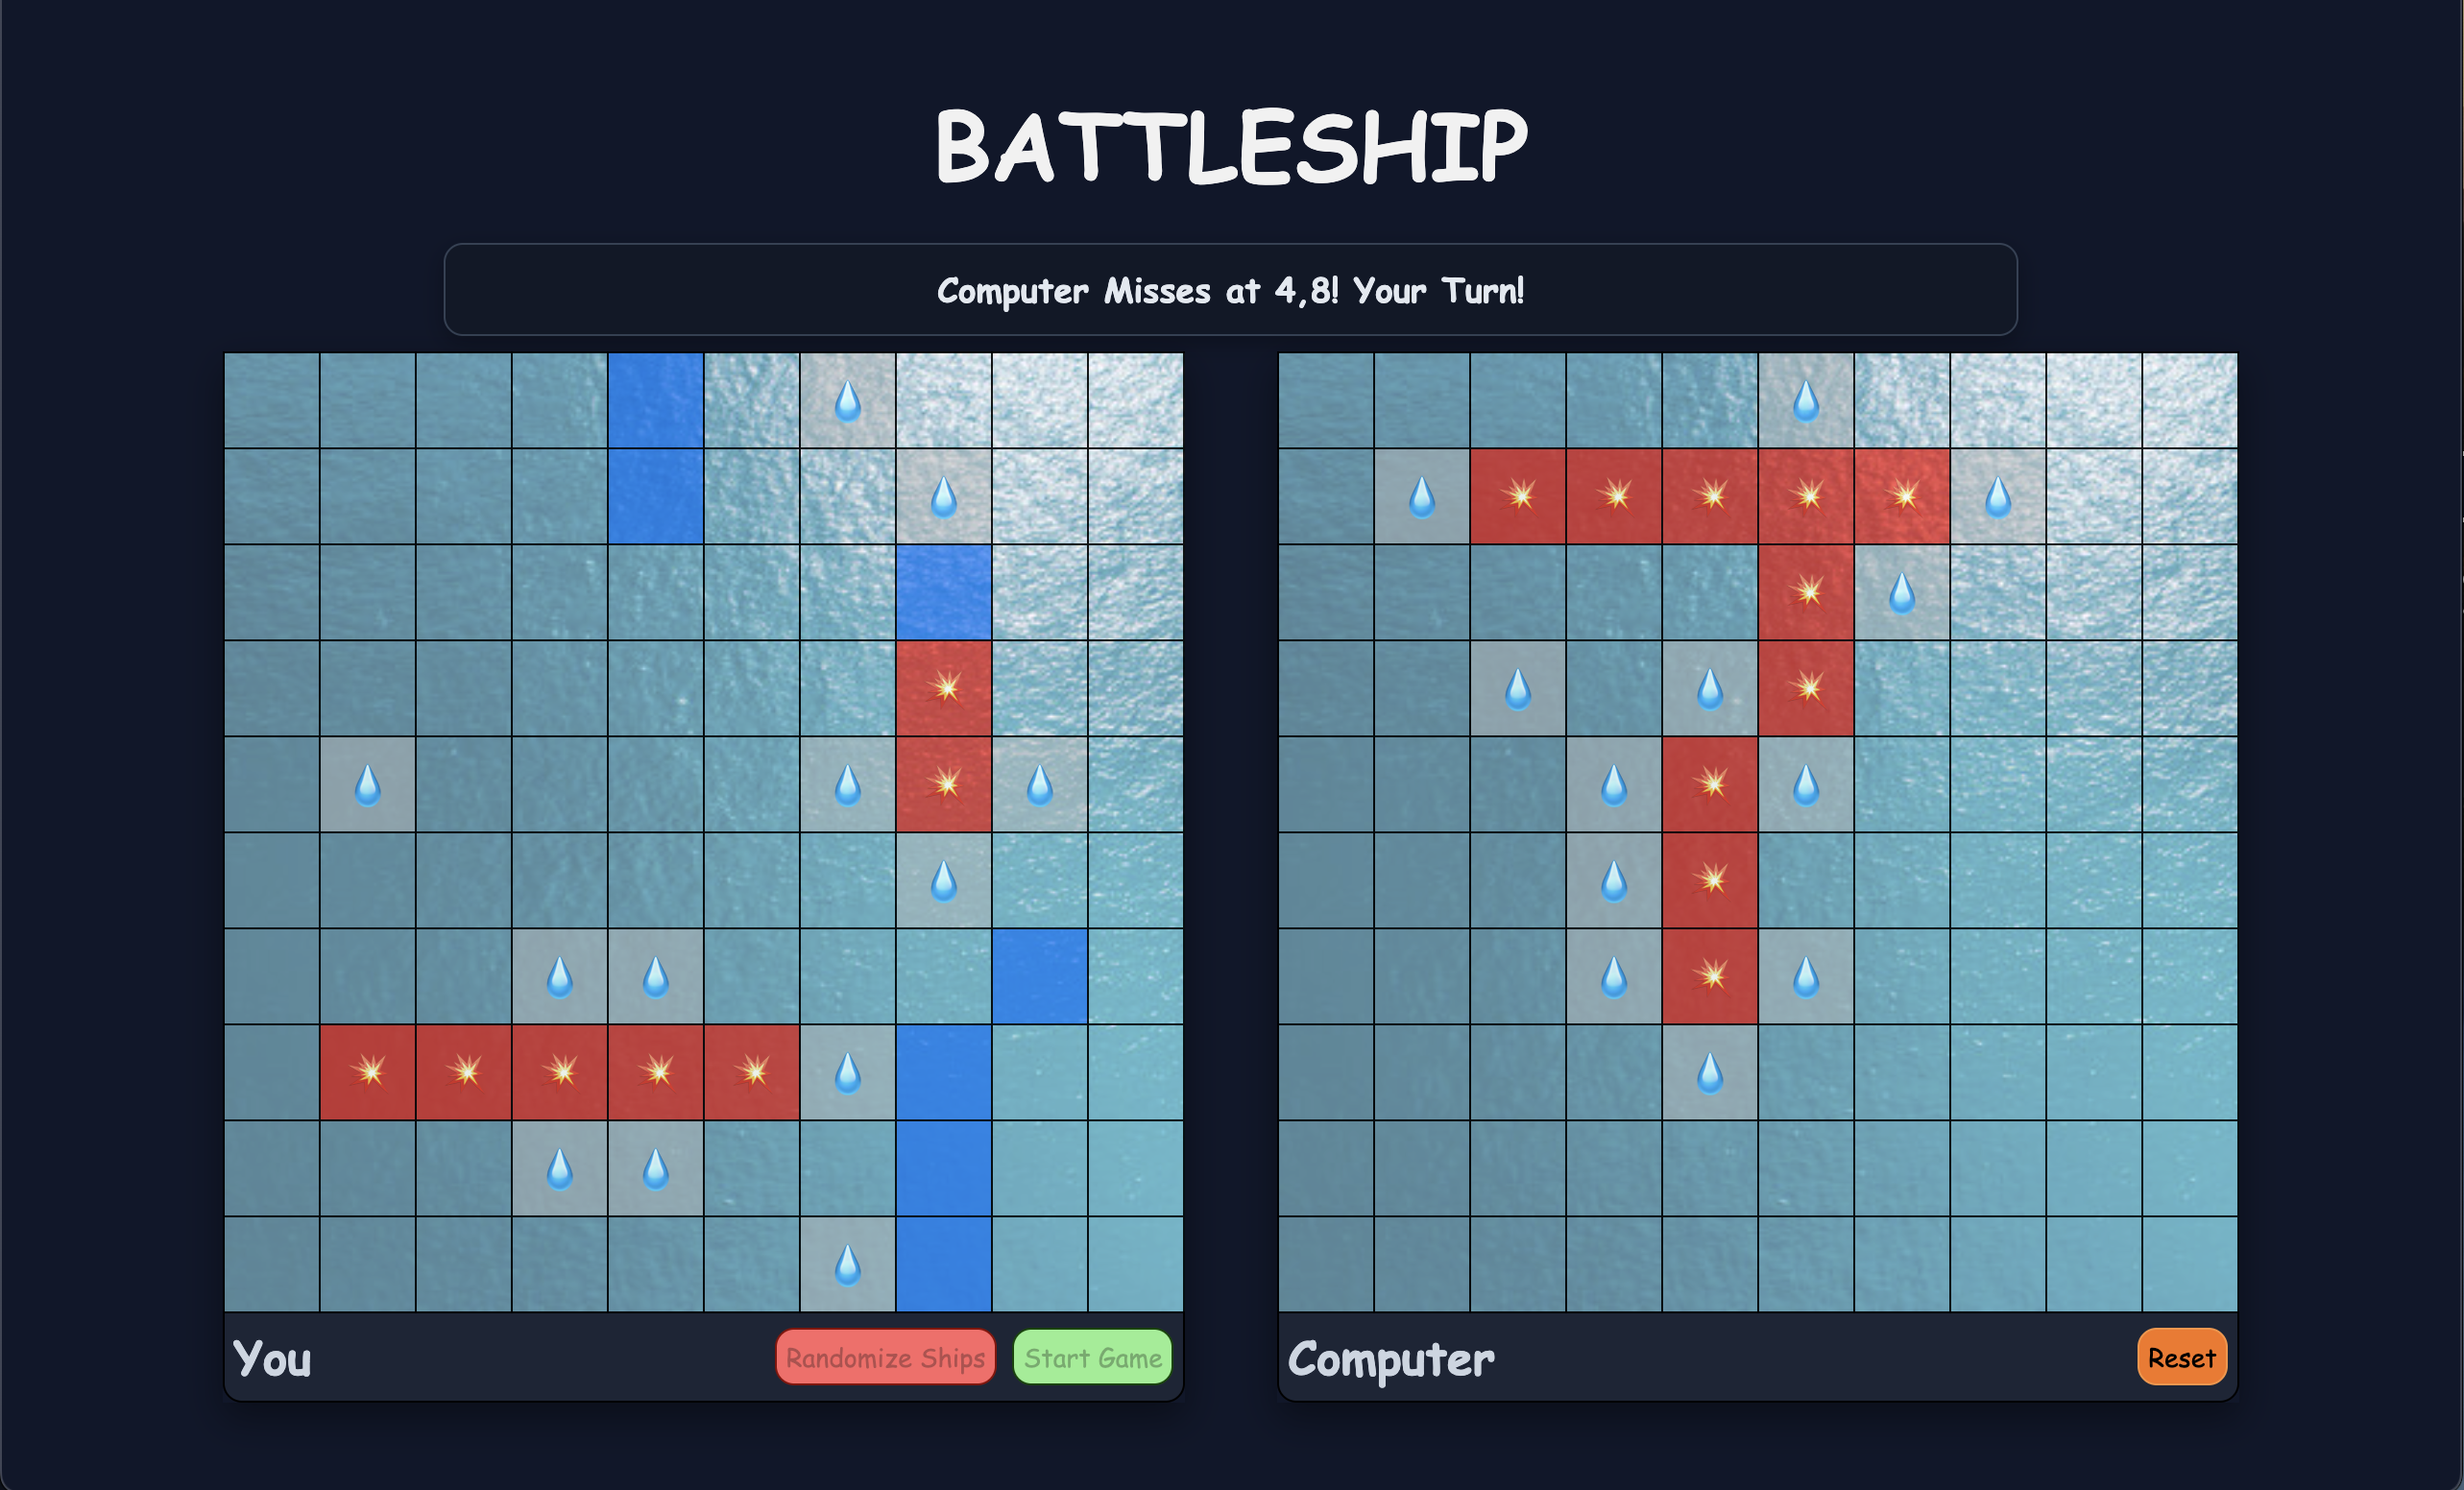 BATTLESHIP
Computer Misses at 4,8! Your Turn!
You
Randomize Ships
Start Game
Computer
Reset